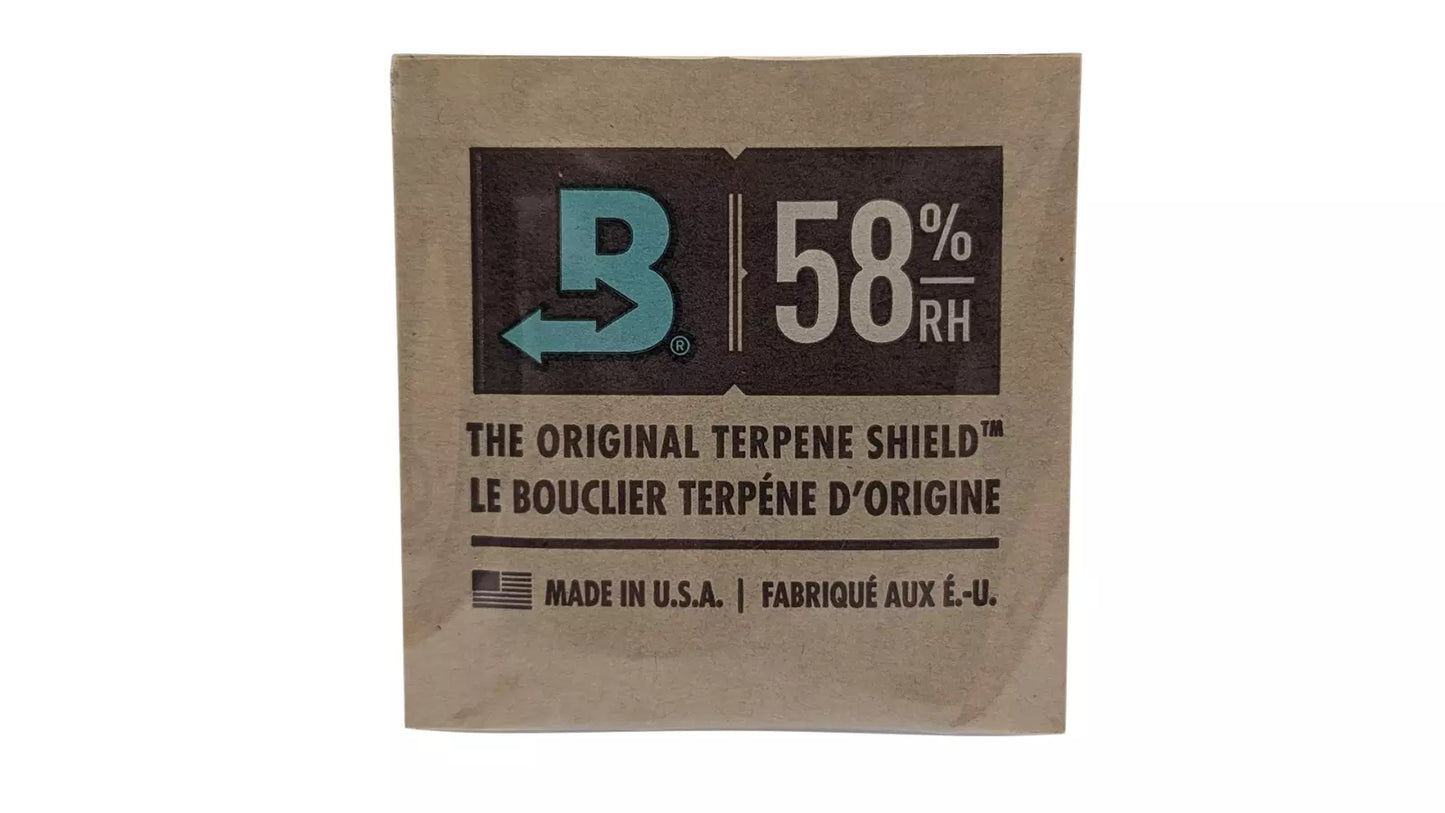 B® 58% RH
THE ORIGINAL TERPENE SHIELD™
LE BOUCLIER TERPÉNE D'ORIGINE
MADE IN U.S.A. | FABRIQUÉ AUX É.-U.